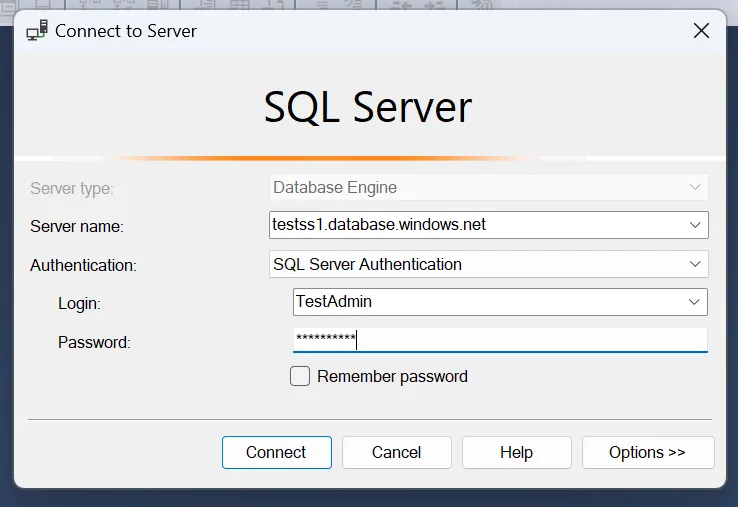 Connect to Server
SQL Server
Server type: Database Engine
Server name: testss1.database.windows.net
Authentication: SQL Server Authentication
Login: TestAdmin
Password: **********
Remember password
Connect Cancel Help Options >>